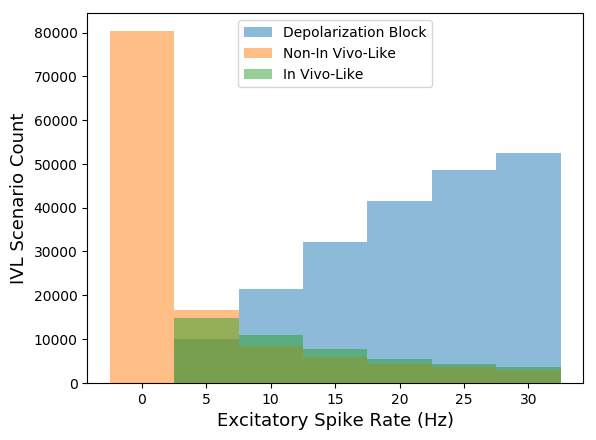 Depolarization Block
Non-In Vivo-Like
In Vivo-Like
IVL Scenario Count
80000
70000
60000
50000
40000
30000
20000
10000
0
0 5 10 15 20 25 30
Excitatory Spike Rate (Hz)